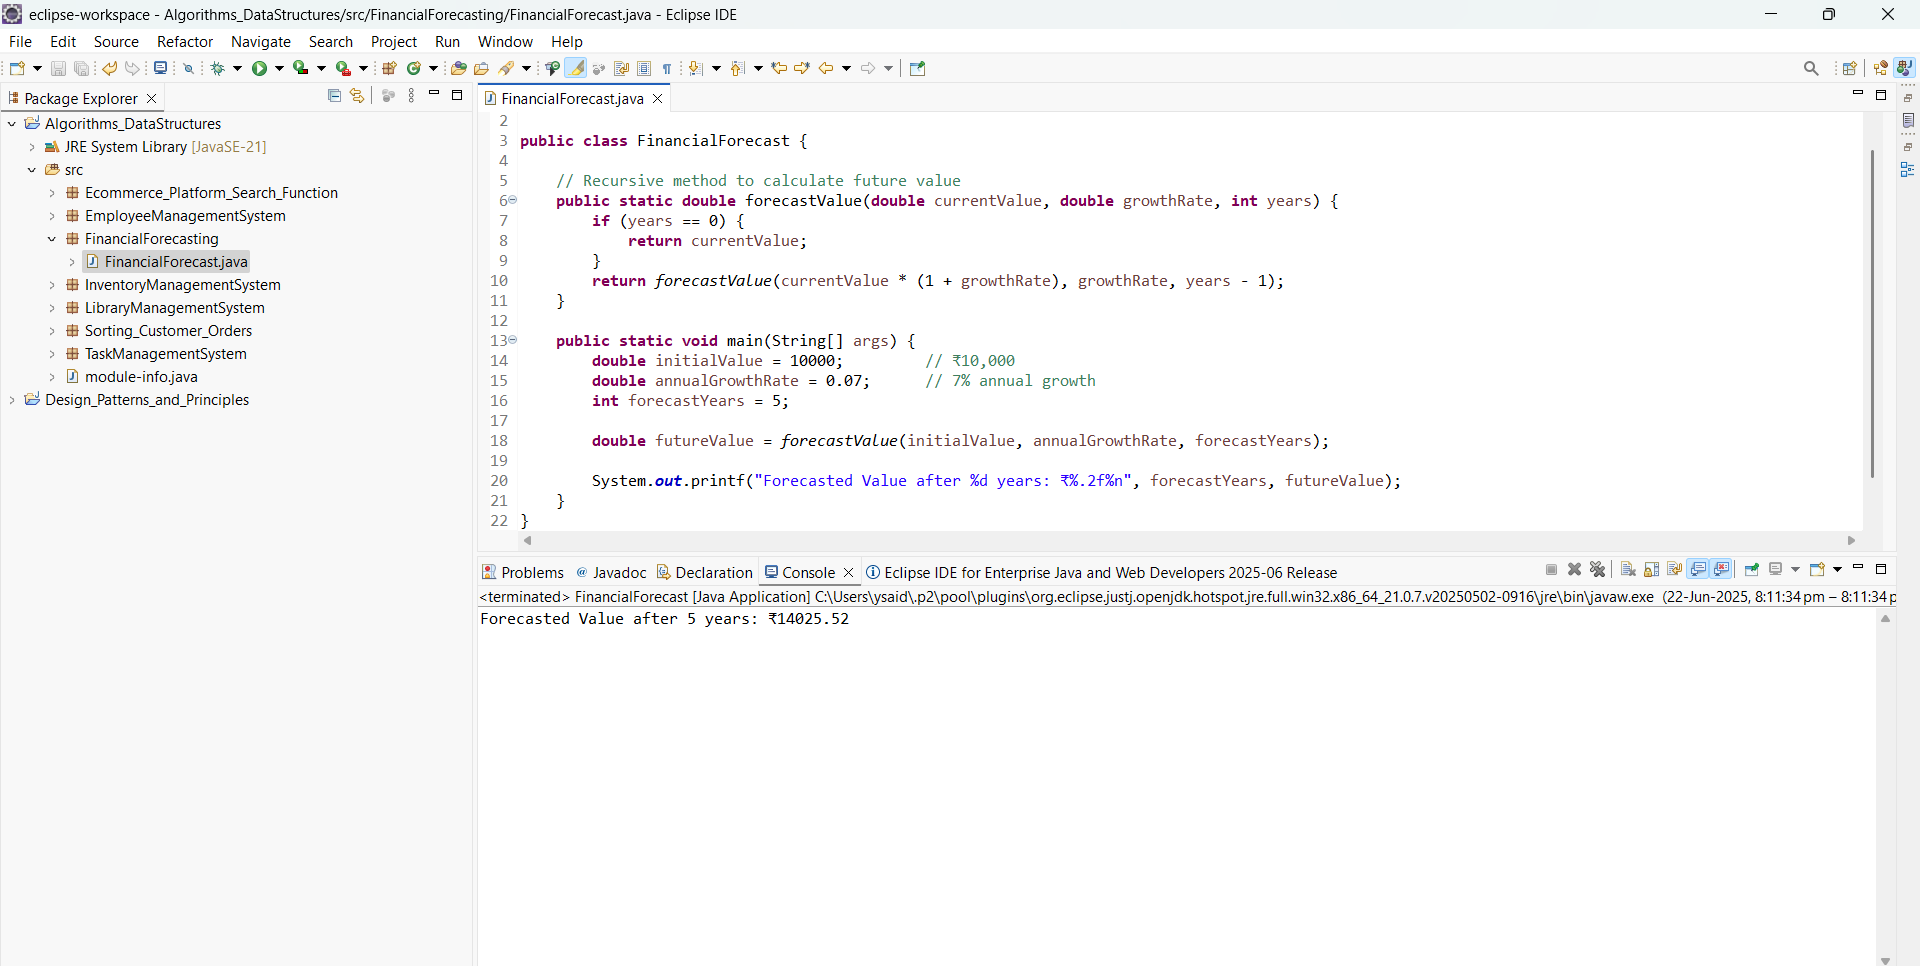 eclipse-workspace - Algorithms_DataStructures/src/FinancialForecasting/FinancialForecast.java - Eclipse IDE
File Edit Source Refactor Navigate Search Project Run Window Help
Package Explorer
Algorithms_DataStructures
JRE System Library [JavaSE-21]
src
Ecommerce_Platform_Search_Function
EmployeeManagementSystem
FinancialForecasting
FinancialForecast.java
InventoryManagementSystem
LibraryManagementSystem
Sorting_Customer_Orders
TaskManagementSystem
module-info.java
Design_Patterns_and_Principles
FinancialForecast.java
2
3 public class FinancialForecast {
4
5     // Recursive method to calculate future value
6     public static double forecastValue(double currentValue, double growthRate, int years) {
7         if (years == 0) {
8             return currentValue;
9         }
10         return forecastValue(currentValue * (1 + growthRate), growthRate, years - 1);
11     }
12
13     public static void main(String[] args) {
14         double initialValue = 10000;         // ₹10,000
15         double annualGrowthRate = 0.07;      // 7% annual growth
16         int forecastYears = 5;
17
18         double futureValue = forecastValue(initialValue, annualGrowthRate, forecastYears);
19
20         System.out.printf("Forecasted Value after %d years: ₹%.2f%n", forecastYears, futureValue);
21     }
22 }
Problems @ Javadoc Declaration Console Eclipse IDE for Enterprise Java and Web Developers 2025-06 Release
<terminated> FinancialForecast [Java Application] C:\Users\ysaid\.p2\pool\plugins\org.eclipse.justj.openjdk.hotspot.jre.full.win32.x86_64_21.0.7.v20250502-0916\jre\bin\javaw.exe (22-Jun-2025, 8:11:34 pm – 8:11:34 p
Forecasted Value after 5 years: ₹14025.52